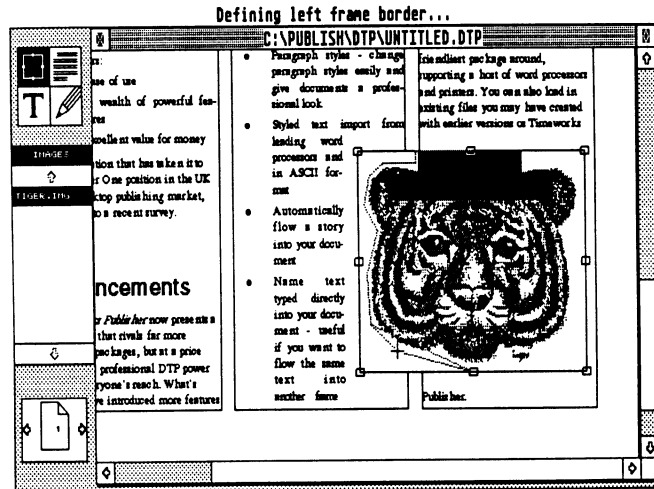 Defining left frame border...
C:\PUBLISH\DTP\UNTITLED.DTP
T
IMAGES
TIGER.IMG
1
use of use
wealth of powerful fea-
excellent value for money
tion that has taken it to
r One position in the UK
ktop publishing market,
to a recent survey.
ncements
r Publisher now presents a
that rivals far more
packages, but at a price
professional DTP power
ryone's reach. What's
ve introduced more features
• Paragraph styles - change
paragraph styles easily and
give documents a profes-
sional look
• Styled text import from
leading word
processors and
in ASCII for-
mat
• Automatically
flow a story
into your docu-
ment
• Name text
typed directly
into your docu-
ment - useful
if you want to
flow the same
text into
another frame
friendliest package around,
supporting a host of word processors
and printers. You can also load in
existing files you may have created
with earlier versions os Timeworks
Publisher.